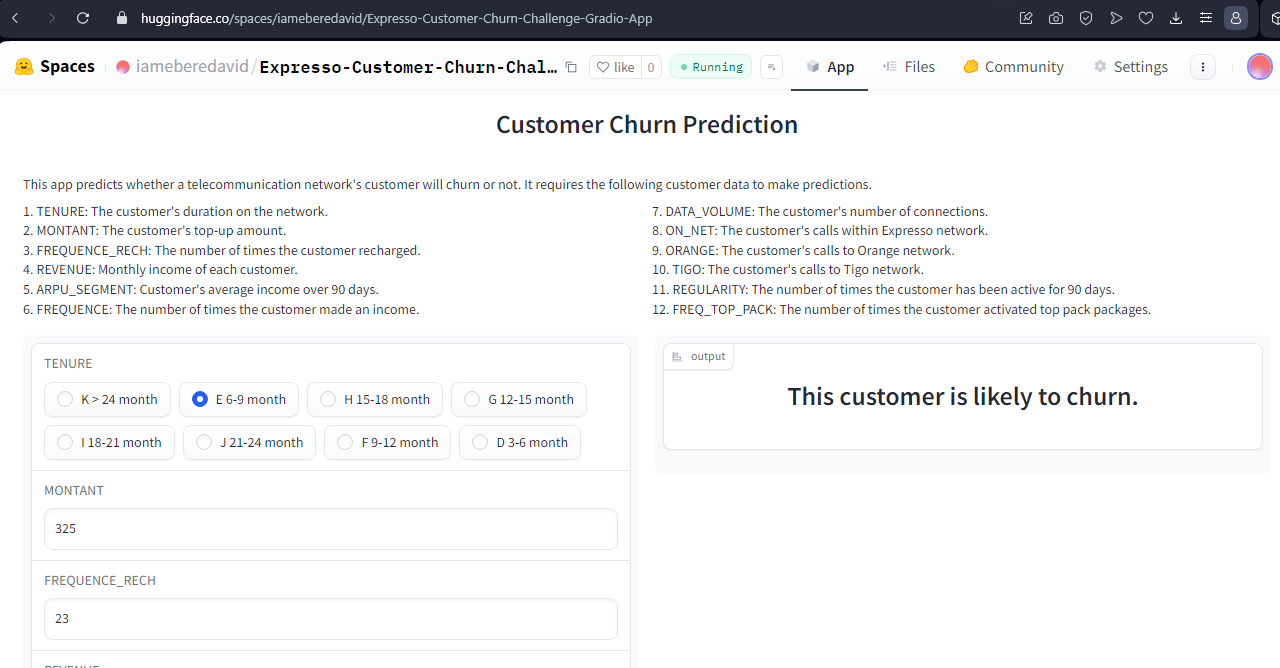 huggingface.co/spaces/iameberedavid/Expresso-Customer-Churn-Challenge-Gradio-App
Spaces iameberedavid/Expresso-Customer-Churn-Chal… like 0 Running App Files Community Settings
Customer Churn Prediction
This app predicts whether a telecommunication network's customer will churn or not. It requires the following customer data to make predictions.
1. TENURE: The customer's duration on the network.
2. MONTANT: The customer's top-up amount.
3. FREQUENCE_RECH: The number of times the customer recharged.
4. REVENUE: Monthly income of each customer.
5. ARPU_SEGMENT: Customer's average income over 90 days.
6. FREQUENCE: The number of times the customer made an income.
7. DATA_VOLUME: The customer's number of connections.
8. ON_NET: The customer's calls within Expresso network.
9. ORANGE: The customer's calls to Orange network.
10. TIGO: The customer's calls to Tigo network.
11. REGULARITY: The number of times the customer has been active for 90 days.
12. FREQ_TOP_PACK: The number of times the customer activated top pack packages.
TENURE
K > 24 month E 6-9 month H 15-18 month G 12-15 month
I 18-21 month J 21-24 month F 9-12 month D 3-6 month
MONTANT
325
FREQUENCE_RECH
23
REVENUE
output
This customer is likely to churn.